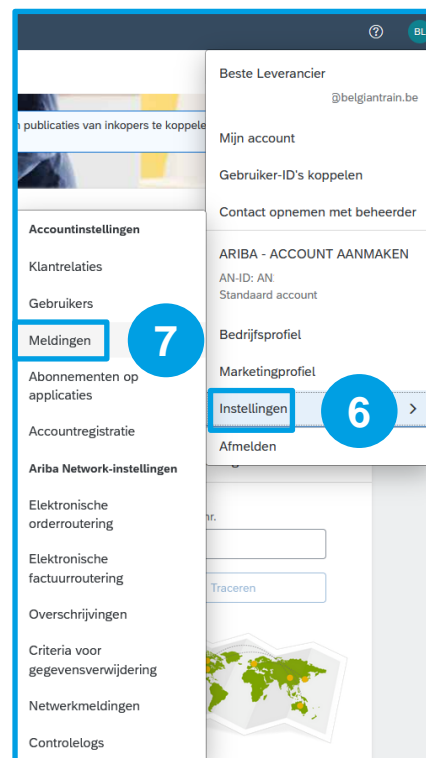 BL
Beste Leverancier
@belgiantrain.be
n publicaties van inkopers te koppele
Mijn account
Gebruiker-ID's koppelen
Contact opnemen met beheerder
ARIBA - ACCOUNT AANMAKEN
AN-ID: AN
Standaard account
Bedrijfsprofiel
Marketingprofiel
Instellingen
6
Afmelden
Accountinstellingen
Klantrelaties
Gebruikers
Meldingen
7
Abonnementen op
applicaties
Accountregistratie
Ariba Network-instellingen
Elektronische
orderroutering
Elektronische
factuurroutering
Overschrijvingen
Criteria voor
gegevensverwijdering
Netwerkmeldingen
Controlelogs
nr.
Traceren